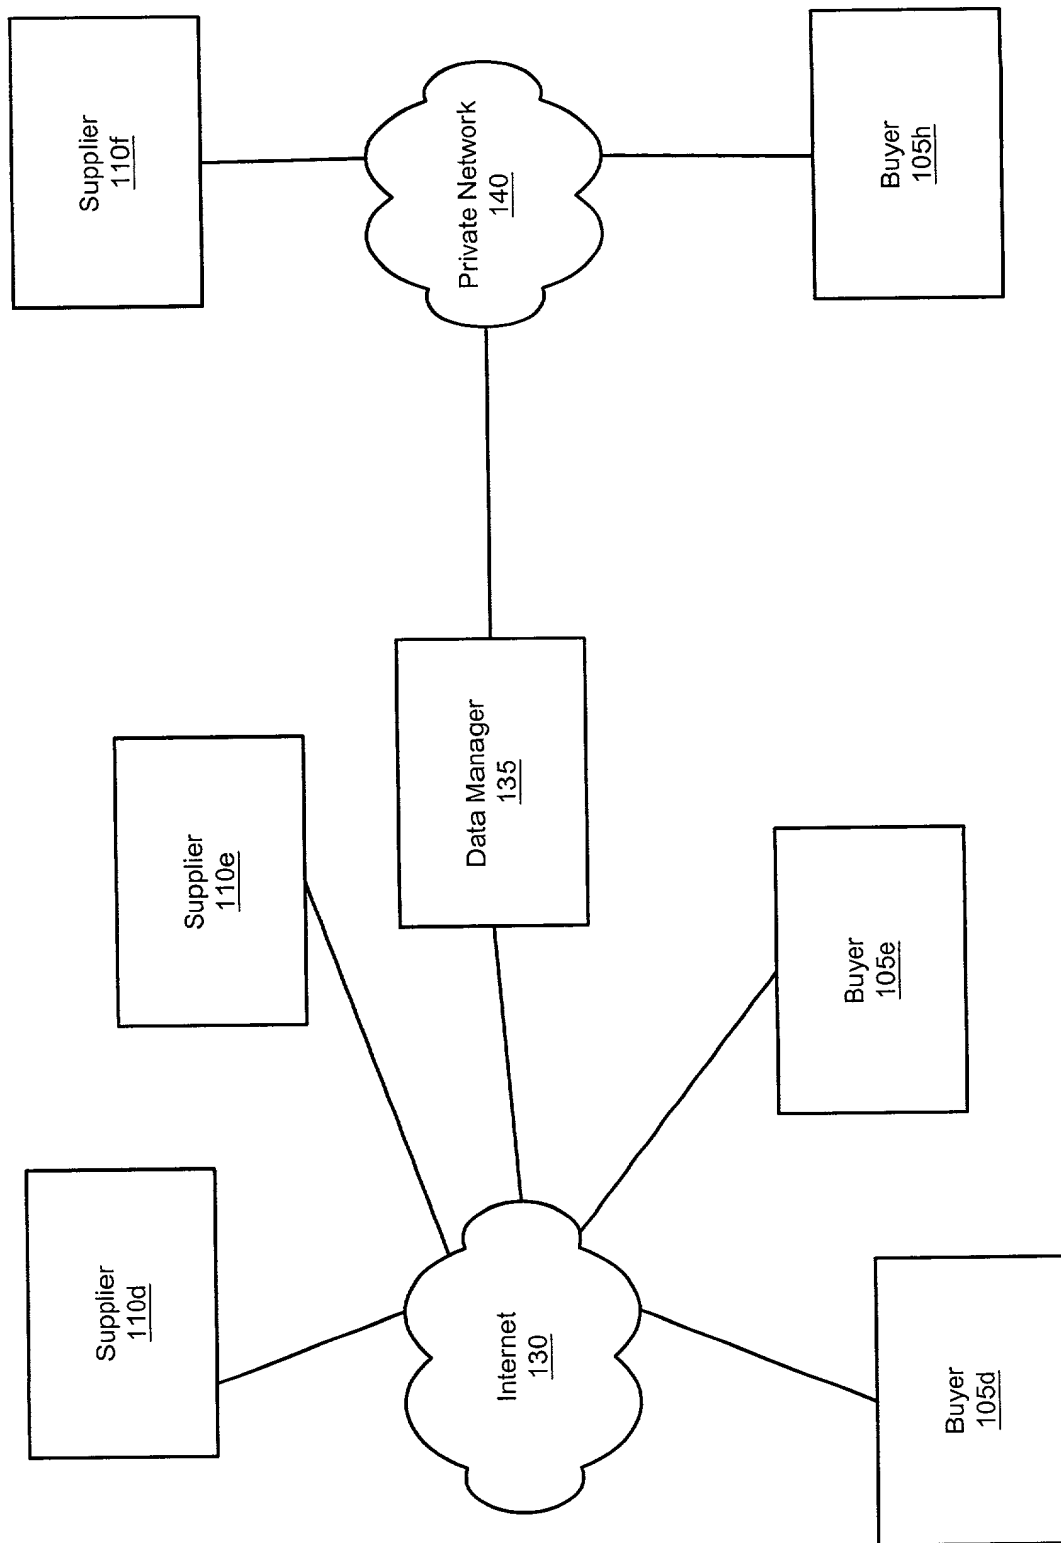 Supplier
110d
Supplier
110e
Supplier
110f
Internet
130
Data Manager
135
Private Network
140
Buyer
105d
Buyer
105e
Buyer
105h